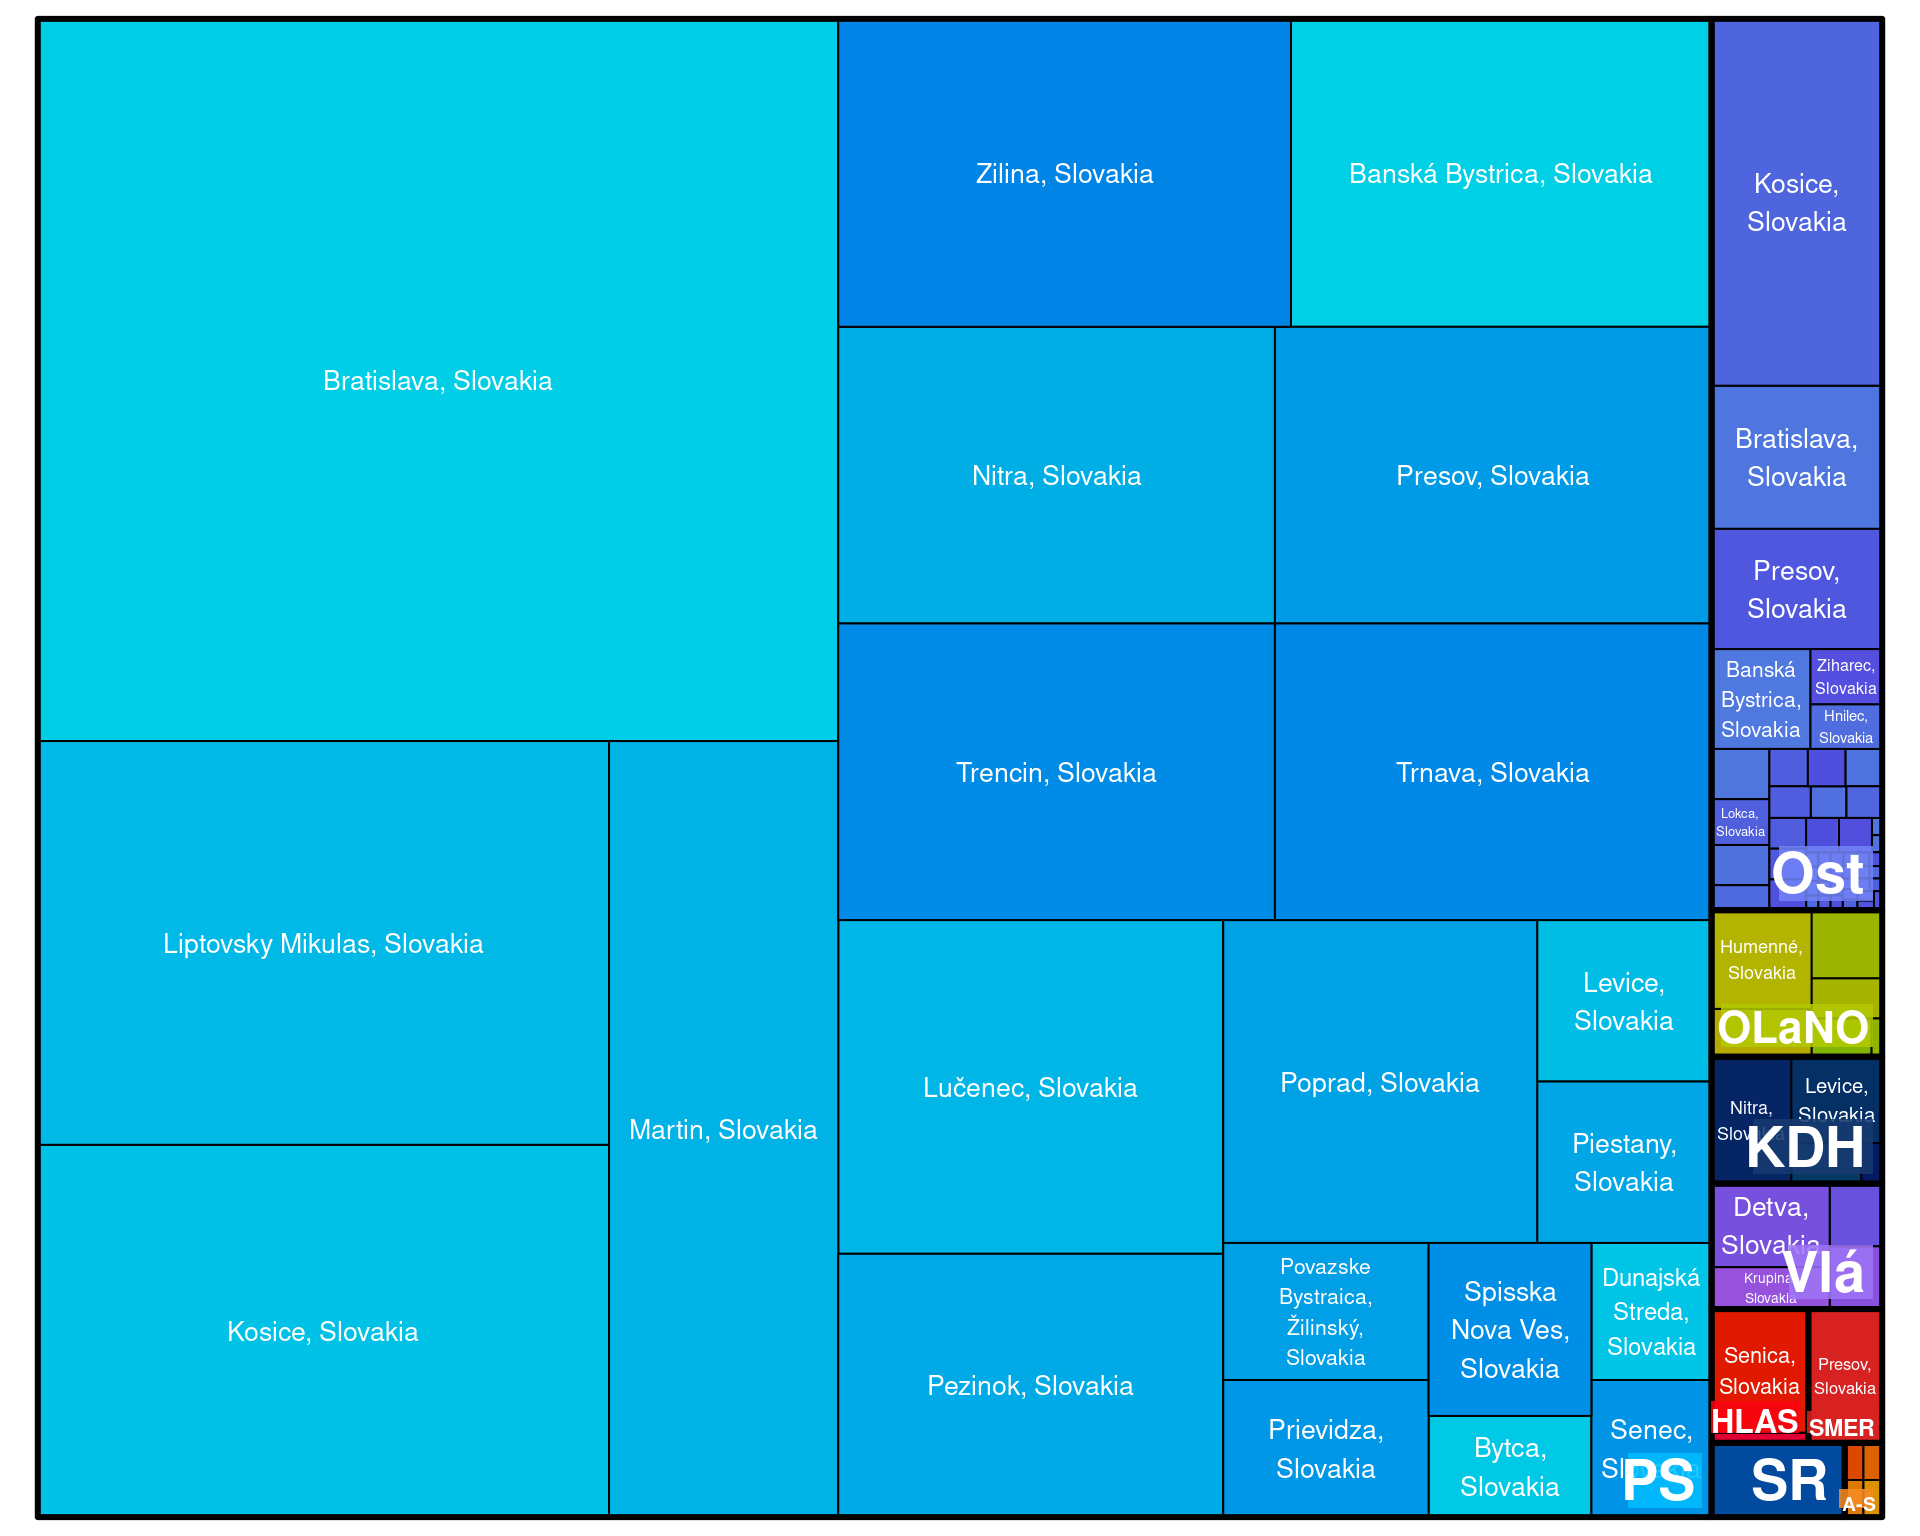 Bratislava, Slovakia
Liptovsky Mikulas, Slovakia
Kosice, Slovakia
Martin, Slovakia
Zilina, Slovakia
Banská Bystrica, Slovakia
Nitra, Slovakia
Presov, Slovakia
Trencin, Slovakia
Trnava, Slovakia
Lučenec, Slovakia
Pezinok, Slovakia
Poprad, Slovakia
Levice,
Slovakia
Piestany,
Slovakia
Povazske
Bystraica,
Žilinský,
Slovakia
Prievidza,
Slovakia
Spisska
Nova Ves,
Slovakia
Bytca,
Slovakia
Dunajská
Streda,
Slovakia
Senec,
PS
Kosice,
Slovakia
Bratislava,
Slovakia
Presov,
Slovakia
Banská
Bystrica,
Slovakia
Ziharec,
Slovakia
Hnilec,
Slovakia
Lokca,
Slovakia
Ost
Humenné,
Slovakia
OLaNO
Nitra,
Levice,
Slovakia
KDH
Detva,
Slovakia
Krupina
Slovakia
Vlá
Senica,
Slovakia
HLAS
Presov,
Slovakia
SMER
SR
A-S